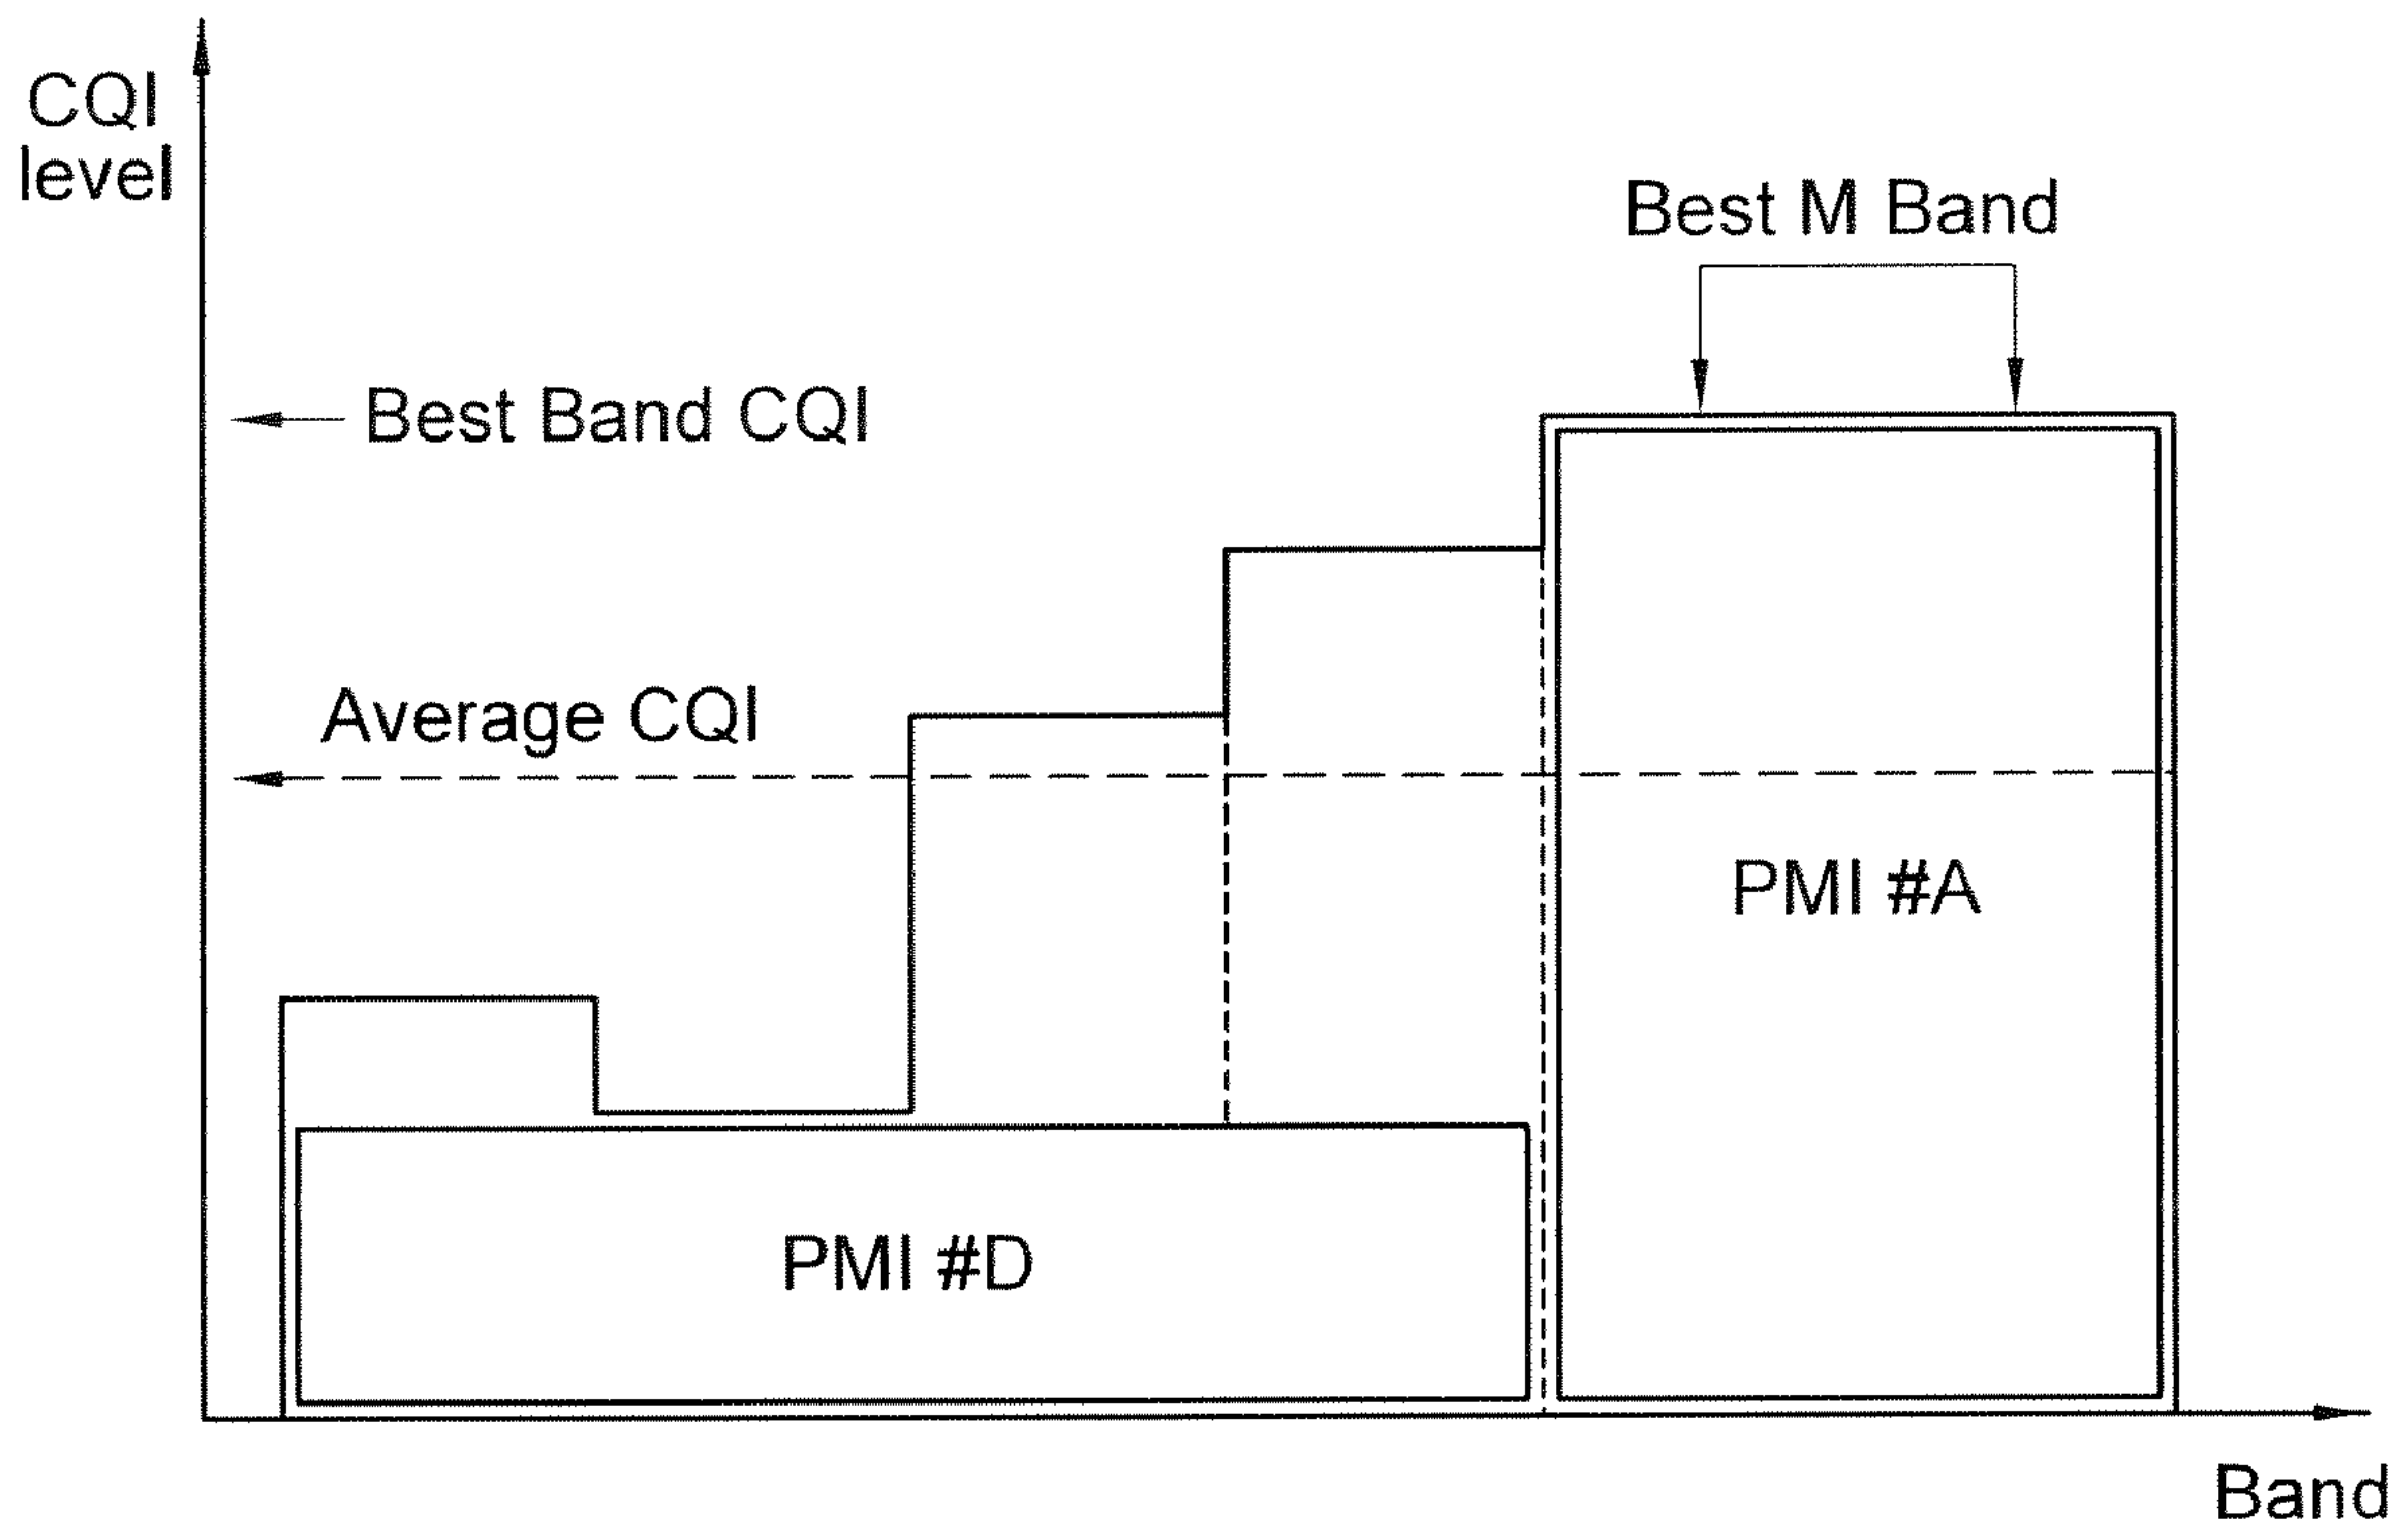 CQI
level
Best M Band
Best Band CQI
Average CQI
PMI #A
PMI #D
Band